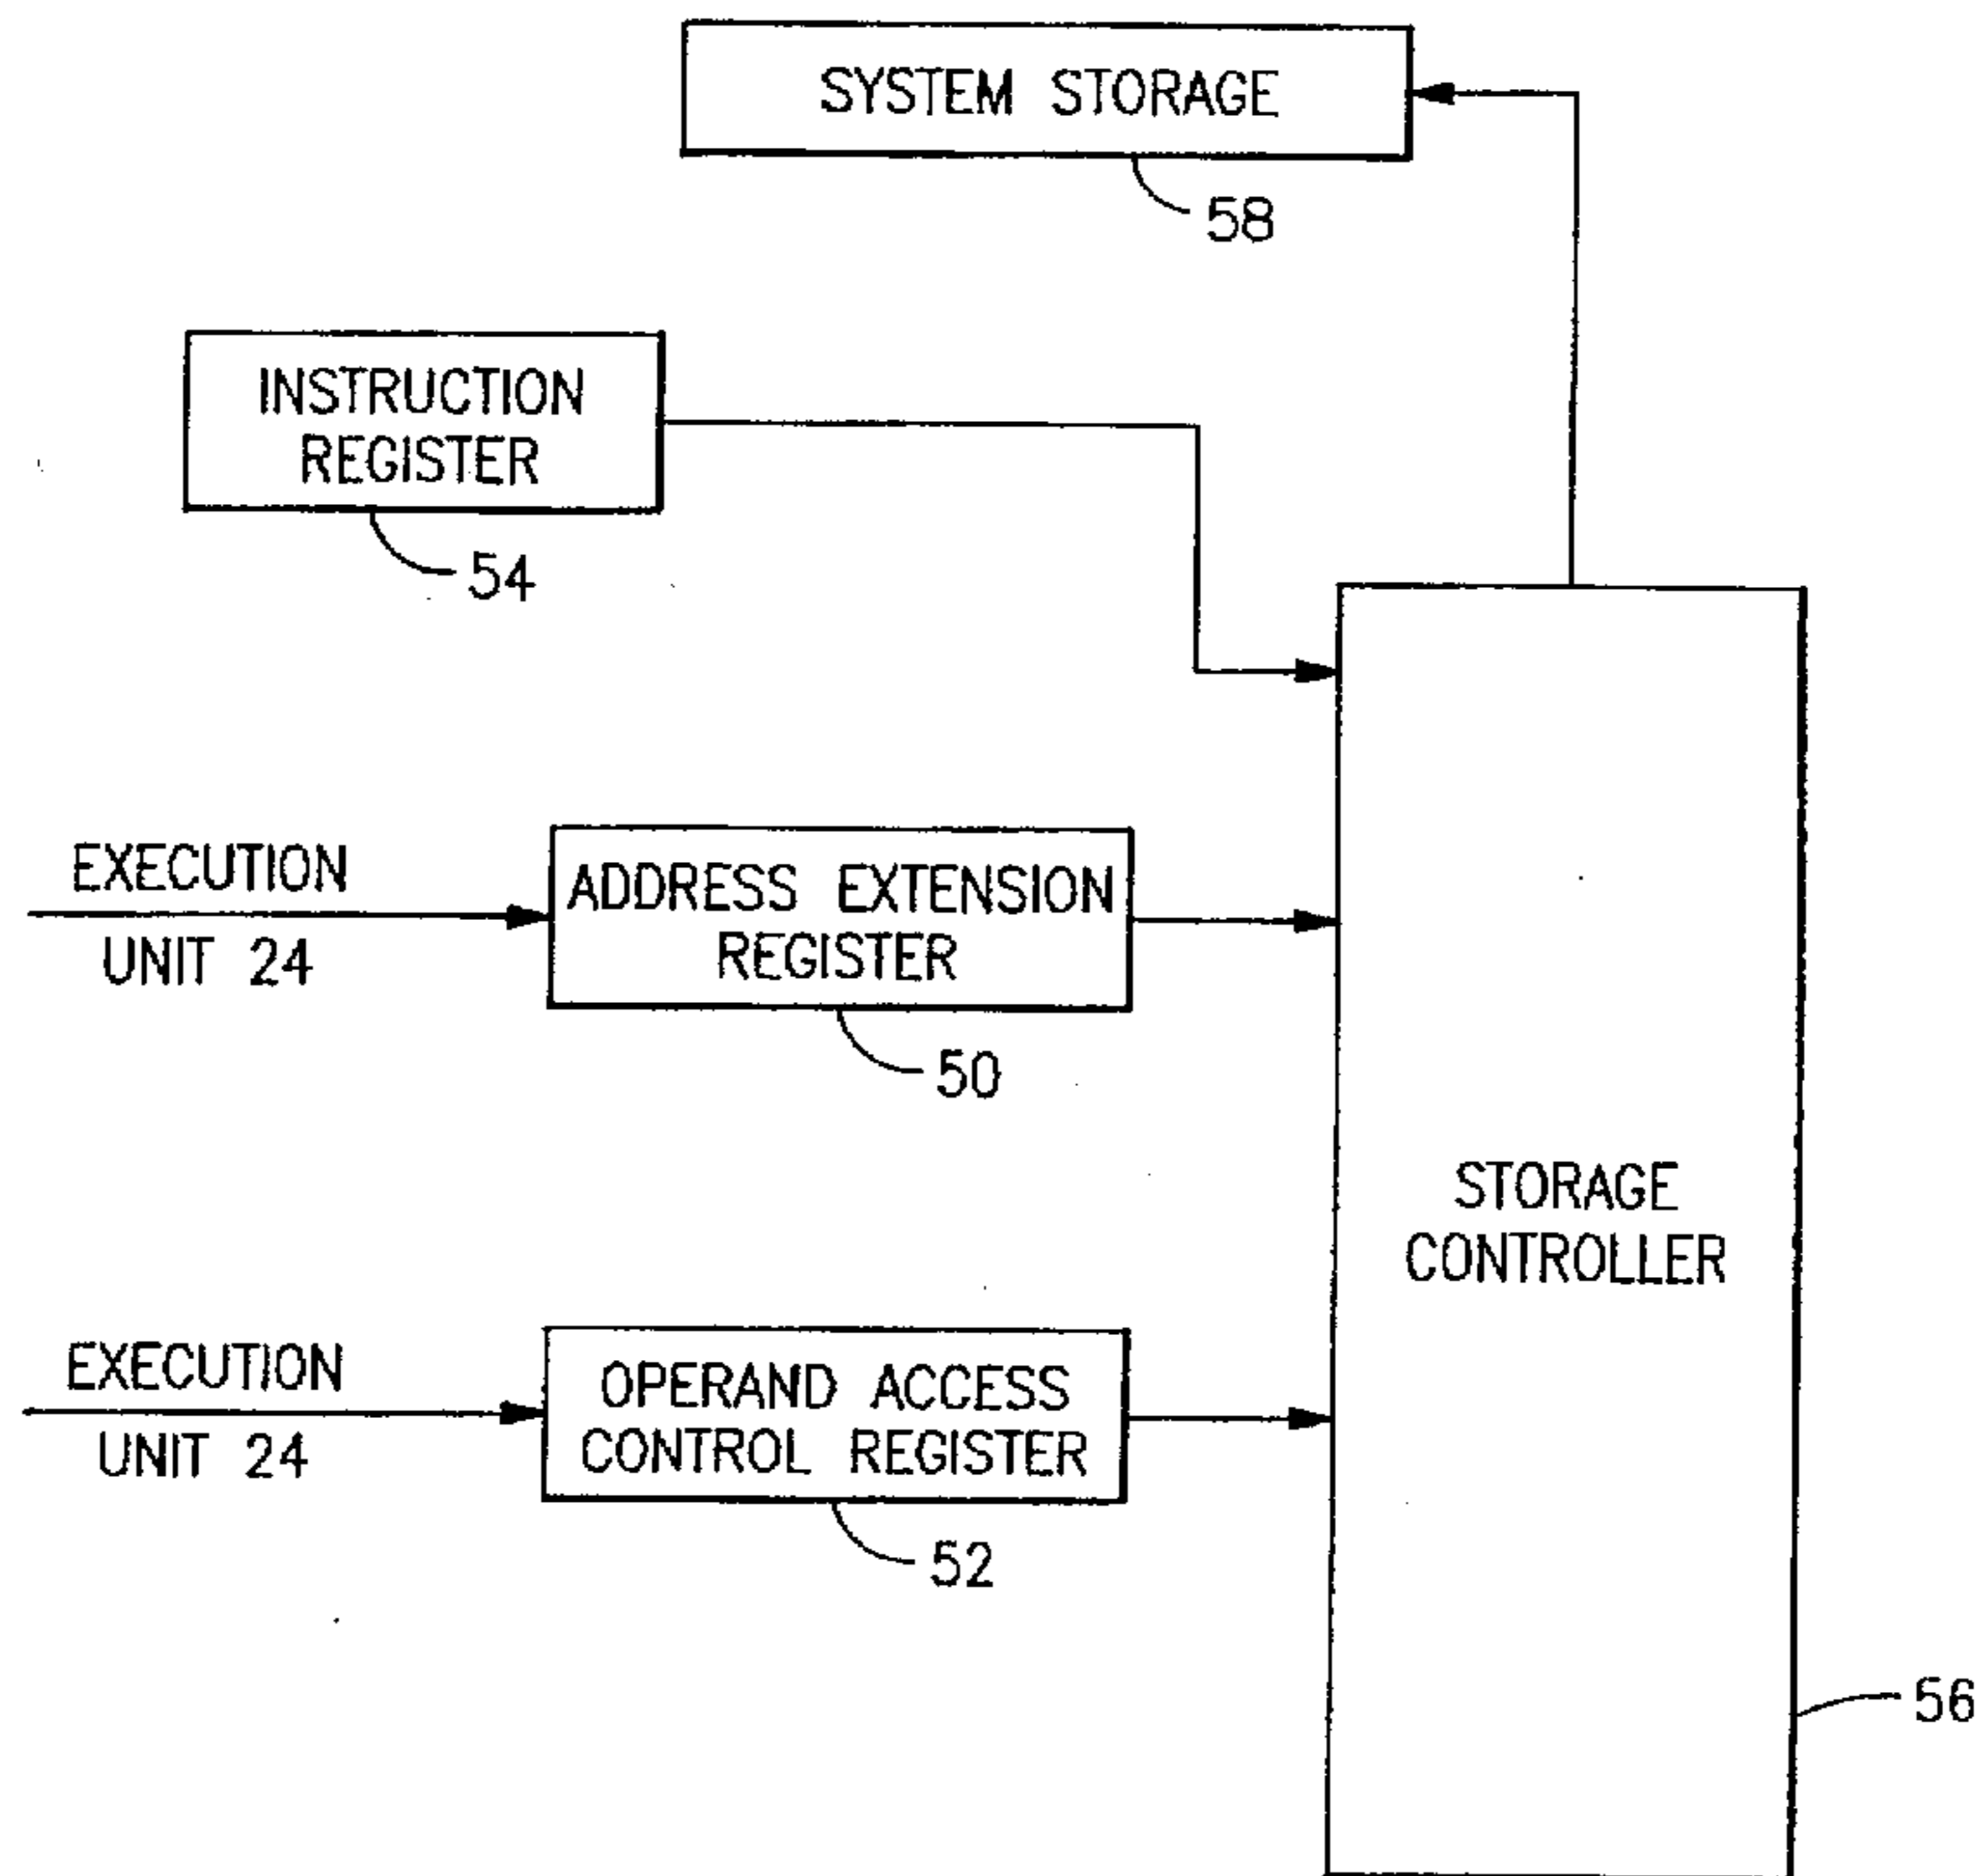 SYSTEM STORAGE
58
INSTRUCTION
REGISTER
54
EXECUTION
UNIT 24
ADDRESS EXTENSION
REGISTER
50
STORAGE
CONTROLLER
EXECUTION
UNIT 24
OPERAND ACCESS
CONTROL REGISTER
52
56